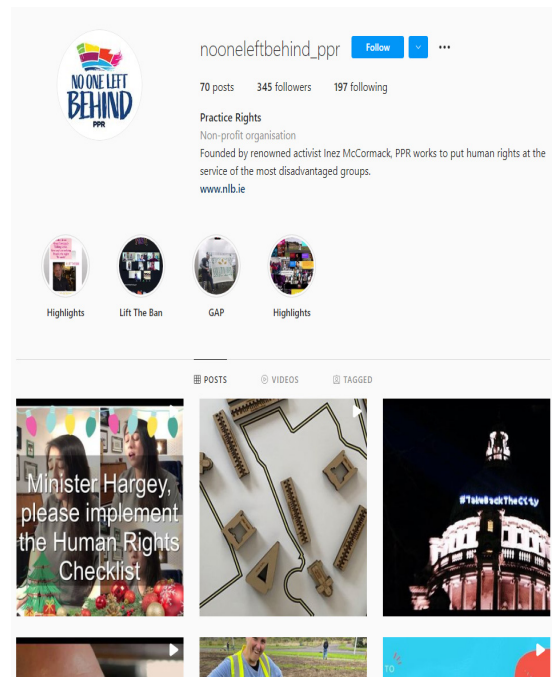 NO ONE LEFT
BEHIND
PPR
nooneleftbehind_ppr
Follow
70 posts 345 followers 197 following
Practice Rights
Non-profit organisation
Founded by renowned activist Inez McCormack, PPR works to put human rights at the
service of the most disadvantaged groups.
www.nlb.ie
Highlights Lift The Ban GAP Highlights
POSTS VIDEOS TAGGED
Minister Hargey,
please implement
the Human Rights
Checklist
#TakeBackTheCity
TO